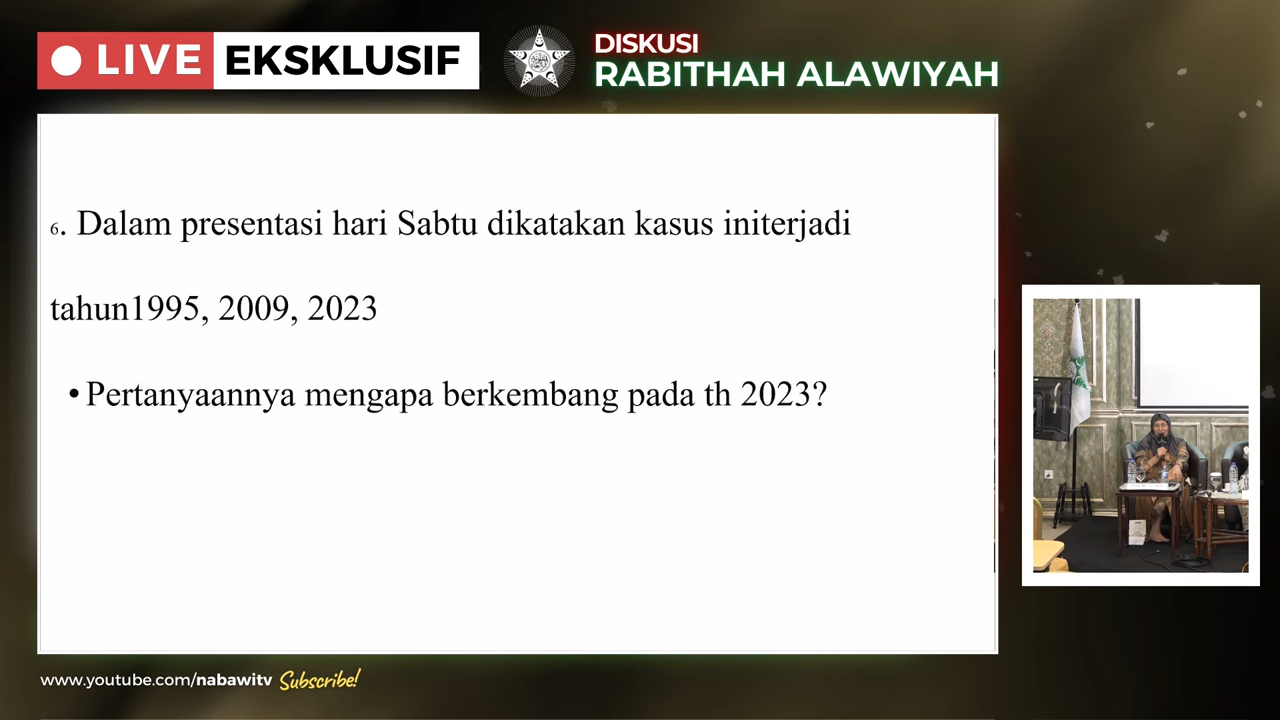 LIVE EKSKLUSIF
DISKUSI
RABITHAH ALAWIYAH
6. Dalam presentasi hari Sabtu dikatakan kasus initerjadi
tahun1995, 2009, 2023
• Pertanyaannya mengapa berkembang pada th 2023?
www.youtube.com/nabawitv Subscribe!